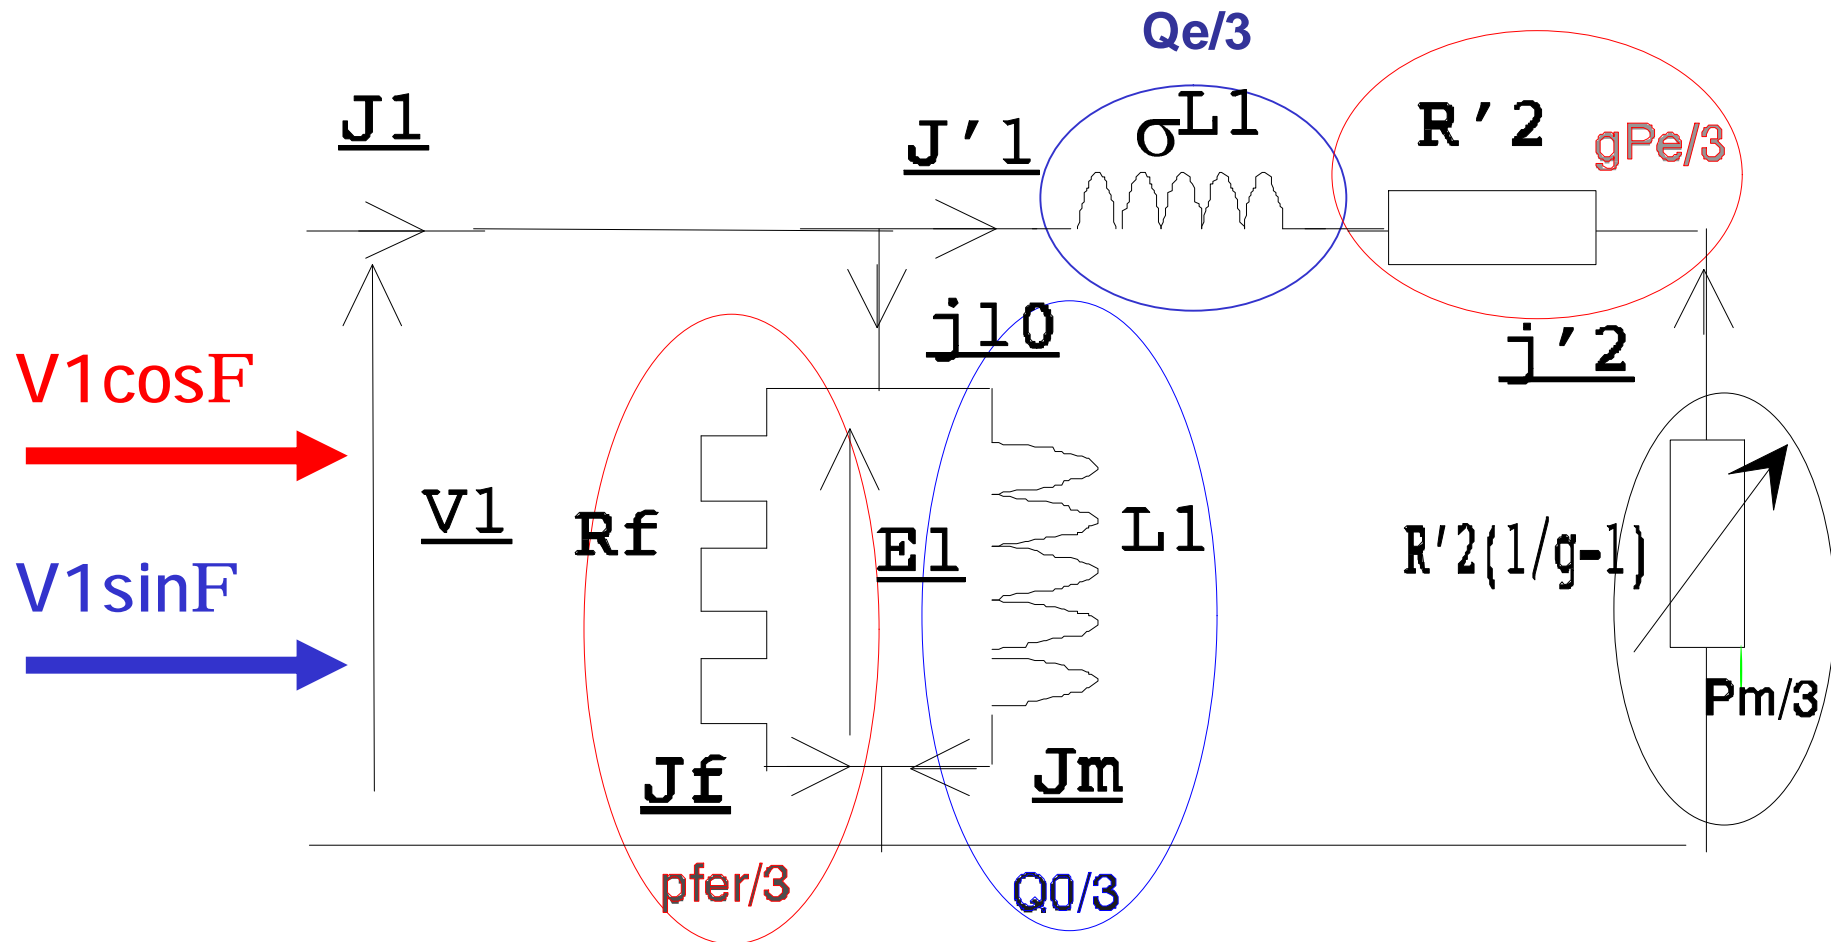 Qe/3
J1
J'1
σL1
R'2
gPe/3
j10
j'2
V1cosF
V1
Rf
E1
L1
R'2(1/g-1)
V1sinF
Pm/3
Jf
Jm
pfer/3
Q0/3